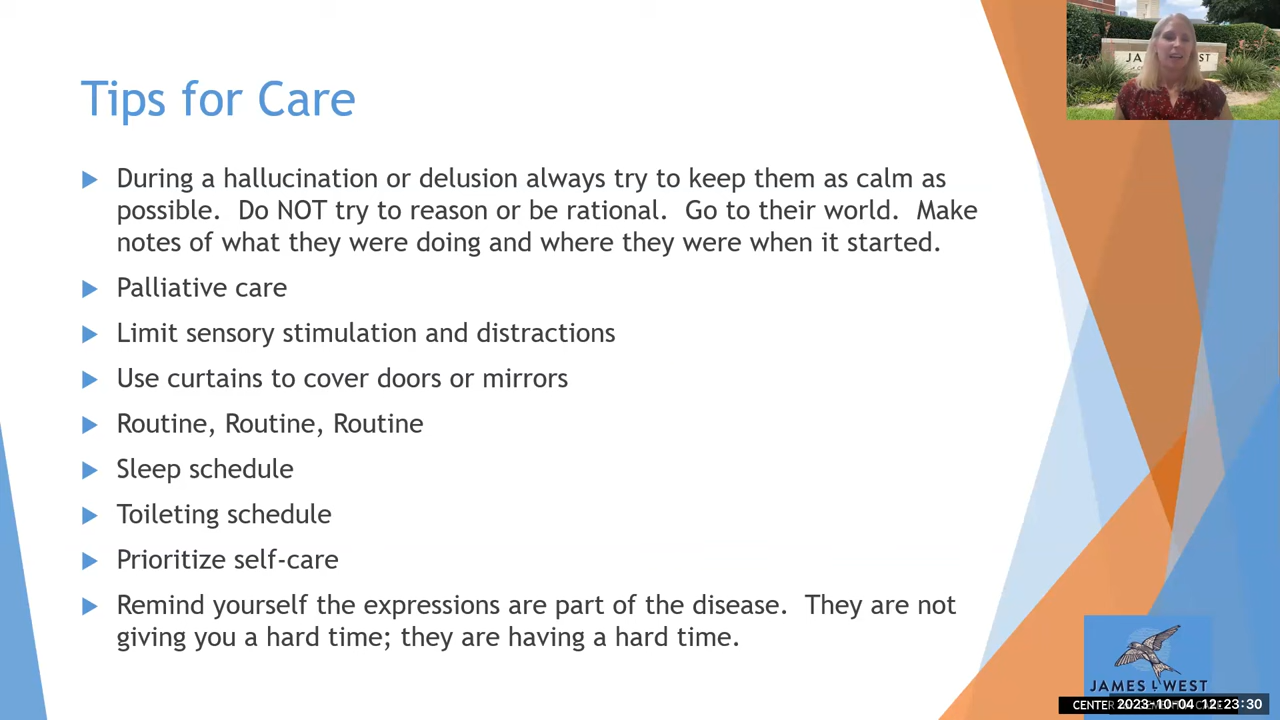 Tips for Care
During a hallucination or delusion always try to keep them as calm as
possible.  Do NOT try to reason or be rational.  Go to their world.  Make
notes of what they were doing and where they were when it started.
Palliative care
Limit sensory stimulation and distractions
Use curtains to cover doors or mirrors
Routine, Routine, Routine
Sleep schedule
Toileting schedule
Prioritize self-care
Remind yourself the expressions are part of the disease.  They are not
giving you a hard time; they are having a hard time.
JAMES L WEST
CENTER
2023-10-04 12:23:30